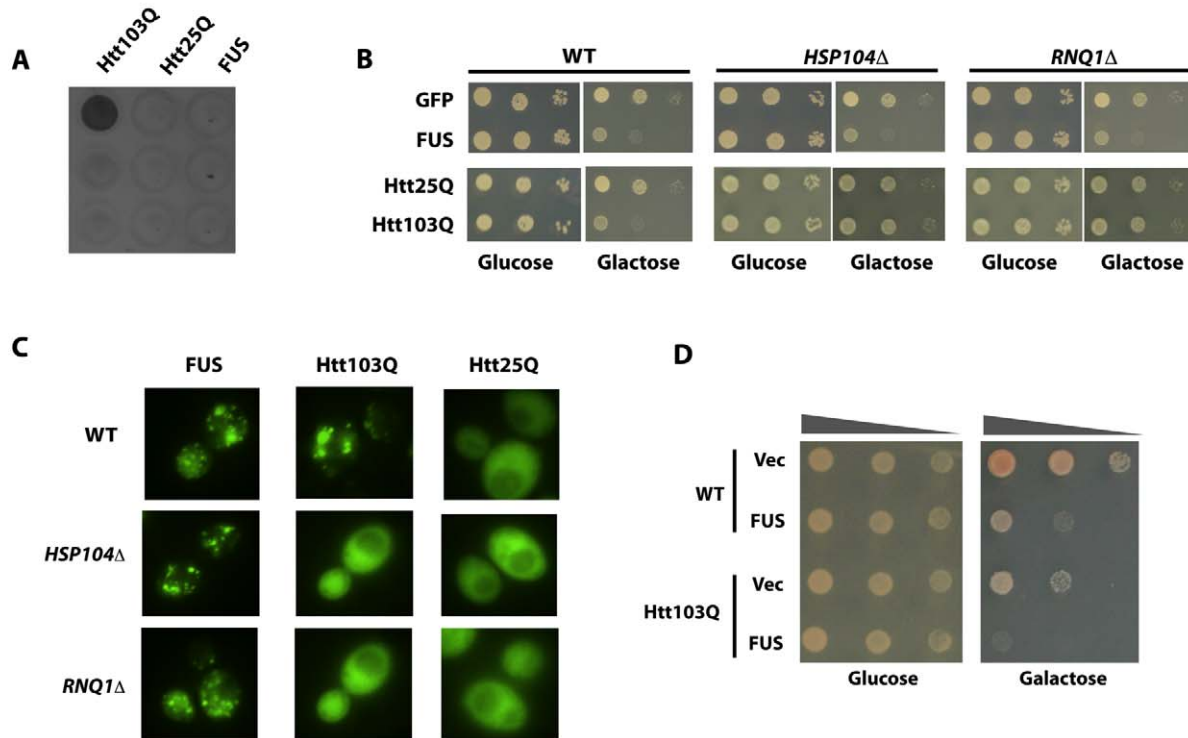 A
Htt103Q
Htt25Q
FUS
B
WT
HSP104Δ
RNQ1Δ
GFP
FUS
Htt25Q
Htt103Q
Glucose Glactose Glucose Glactose Glucose Glactose
C
FUS Htt103Q Htt25Q
WT
HSP104Δ
RNQ1Δ
D
Vec
WT
FUS
Vec
Htt103Q
FUS
Glucose Galactose